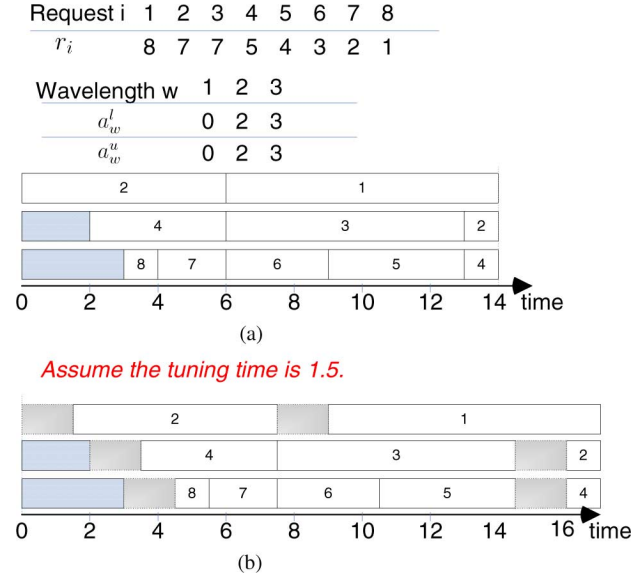 Request i 1 2 3 4 5 6 7 8
r_i 8 7 7 5 4 3 2 1
Wavelength w 1 2 3
a_w^l 0 2 3
a_w^u 0 2 3
2 1
4 3 2
8 7 6 5 4
0 2 4 6 8 10 12 14 time
(a)
Assume the tuning time is 1.5.
2 1
4 3 2
8 7 6 5 4
0 2 4 6 8 10 12 14 16 time
(b)